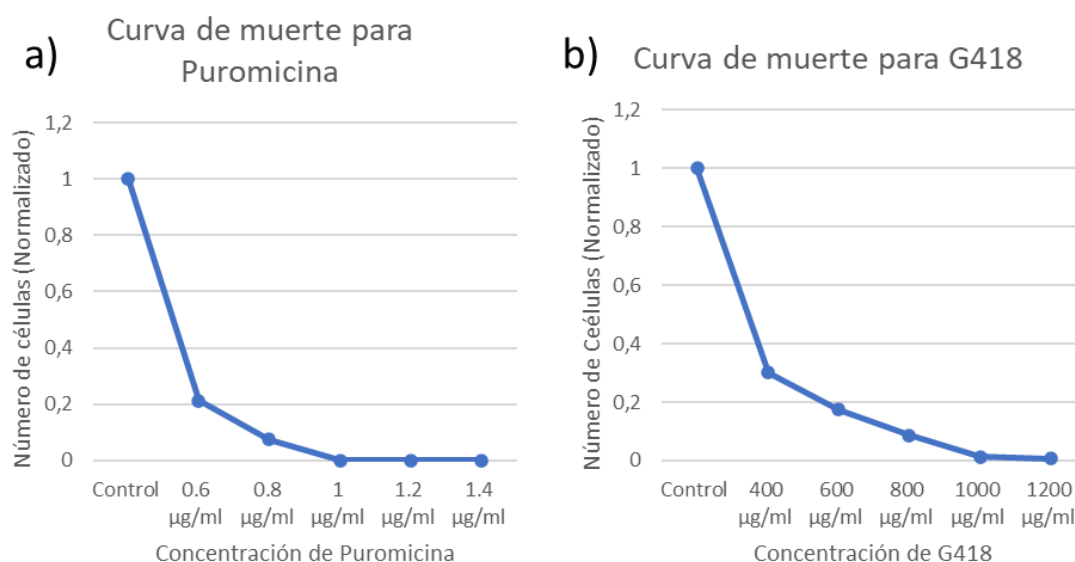 a)
Curva de muerte para
Puromicina
Número de células (Normalizado)
1,2
1
0,8
0,6
0,4
0,2
0
Control
0.6
µg/ml
0.8
µg/ml
1
µg/ml
1.2
µg/ml
1.4
µg/ml
Concentración de Puromicina
b)
Curva de muerte para G418
Número de Ceélulas (Normalizado)
1,2
1
0,8
0,6
0,4
0,2
0
Control
400
µg/ml
600
µg/ml
800
µg/ml
1000
µg/ml
1200
µg/ml
Concentración de G418